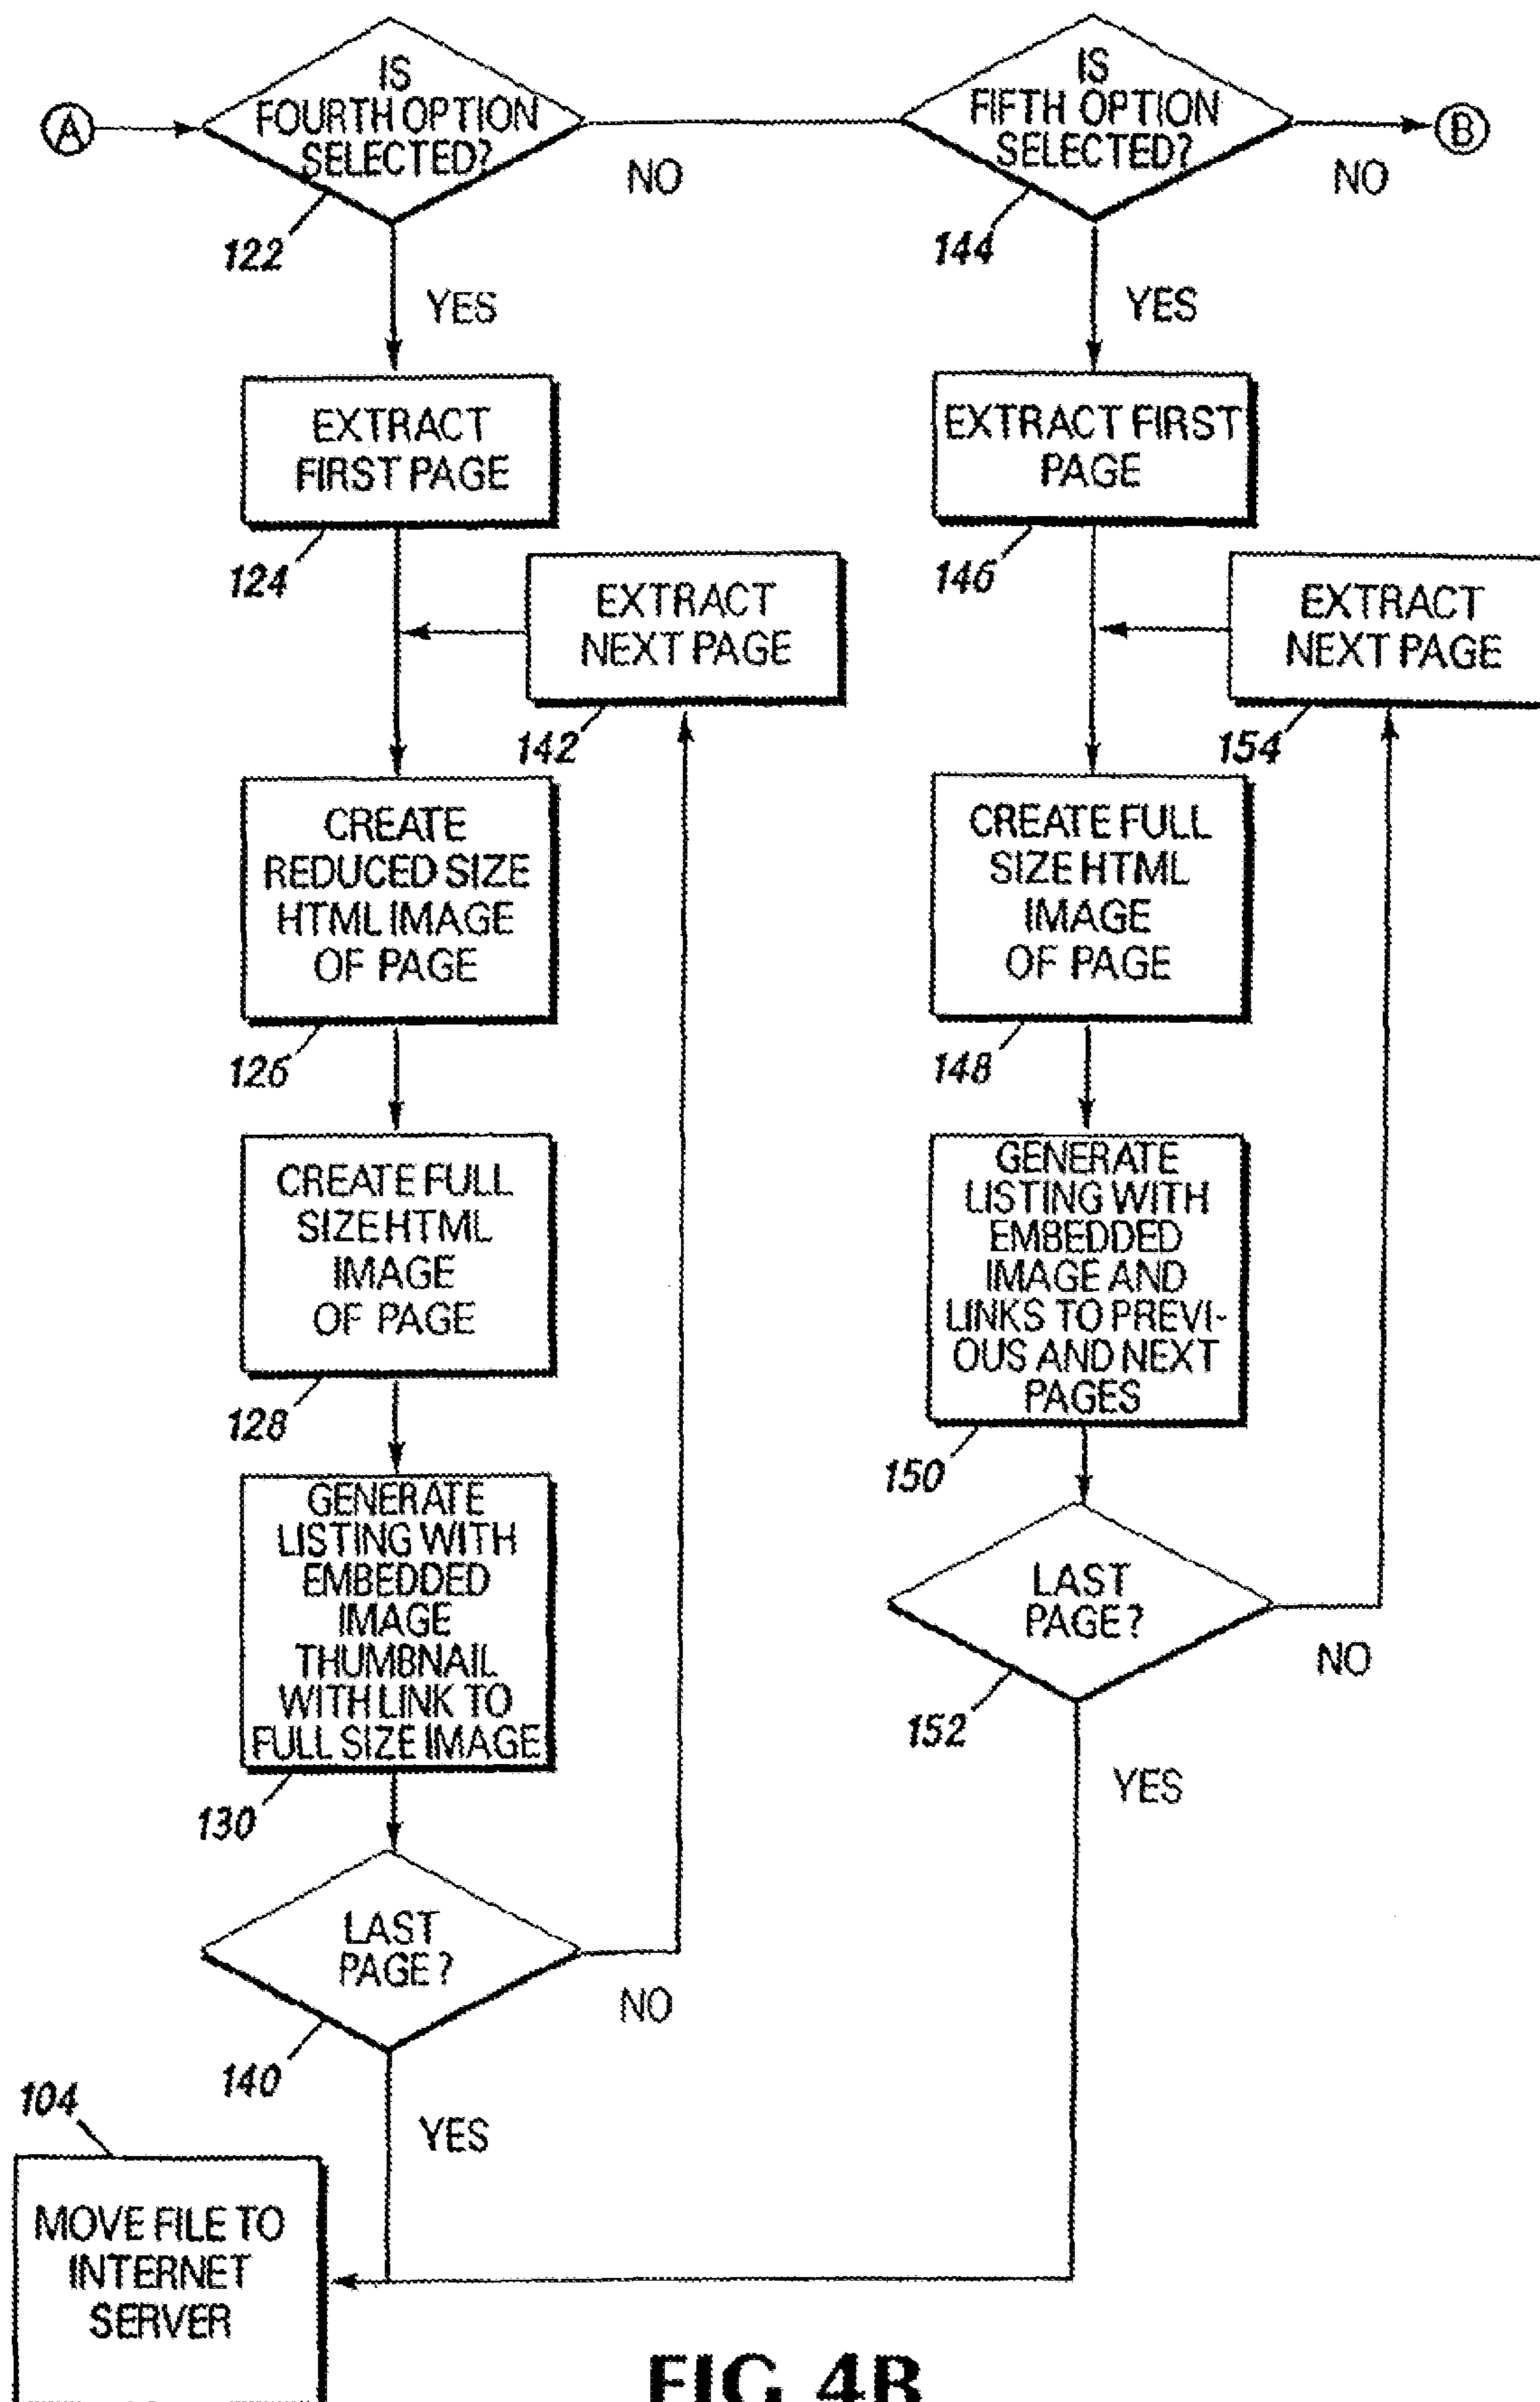 A
IS
FOURTH OPTION
SELECTED?
122
NO
YES
IS
FIFTH OPTION
SELECTED?
144
NO
B
YES
EXTRACT
FIRST PAGE
124
EXTRACT
NEXT PAGE
142
CREATE
REDUCED SIZE
HTML IMAGE
OF PAGE
126
CREATE FULL
SIZE HTML
IMAGE
OF PAGE
128
GENERATE
LISTING WITH
EMBEDDED
IMAGE
THUMBNAIL
WITH LINK TO
FULL SIZE IMAGE
130
LAST
PAGE?
140
NO
YES
104
MOVE FILE TO
INTERNET
SERVER
EXTRACT FIRST
PAGE
146
EXTRACT
NEXT PAGE
154
CREATE FULL
SIZE HTML
IMAGE
OF PAGE
148
GENERATE
LISTING WITH
EMBEDDED
IMAGE AND
LINKS TO PREVI-
OUS AND NEXT
PAGES
150
LAST
PAGE?
152
NO
YES
FIG 4B